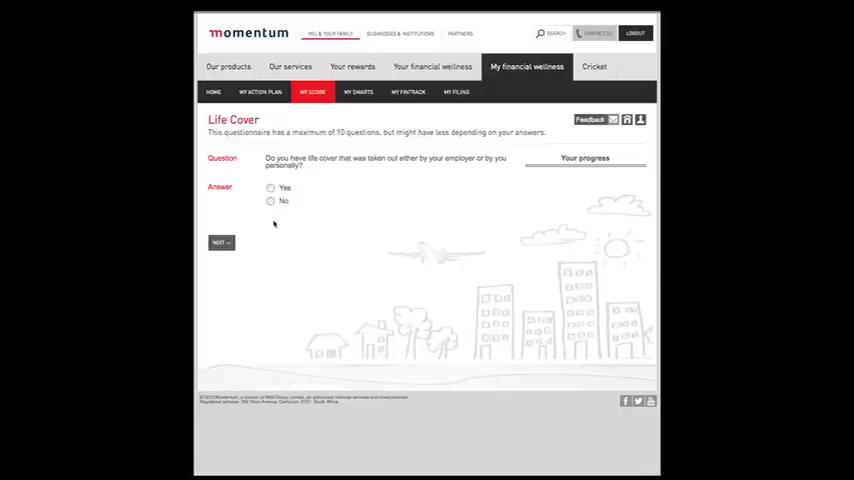 momentum
YOU & YOUR FAMILY
BUSINESSES & INSTITUTIONS
PARTNERS
SEARCH
CONTACT US
LOGOUT
Our products
Our services
Your rewards
Your financial wellness
My financial wellness
Cricket
HOME
MY ACTION PLAN
MY SCORE
MY SMARTS
MY FINTRACK
MY FILING
Life Cover
Feedback
This questionnaire has a maximum of 10 questions, but might have less depending on your answers.
Question
Do you have life cover that was taken out either by your employer or by you
personally?
Your progress
Answer
Yes
No
NEXT